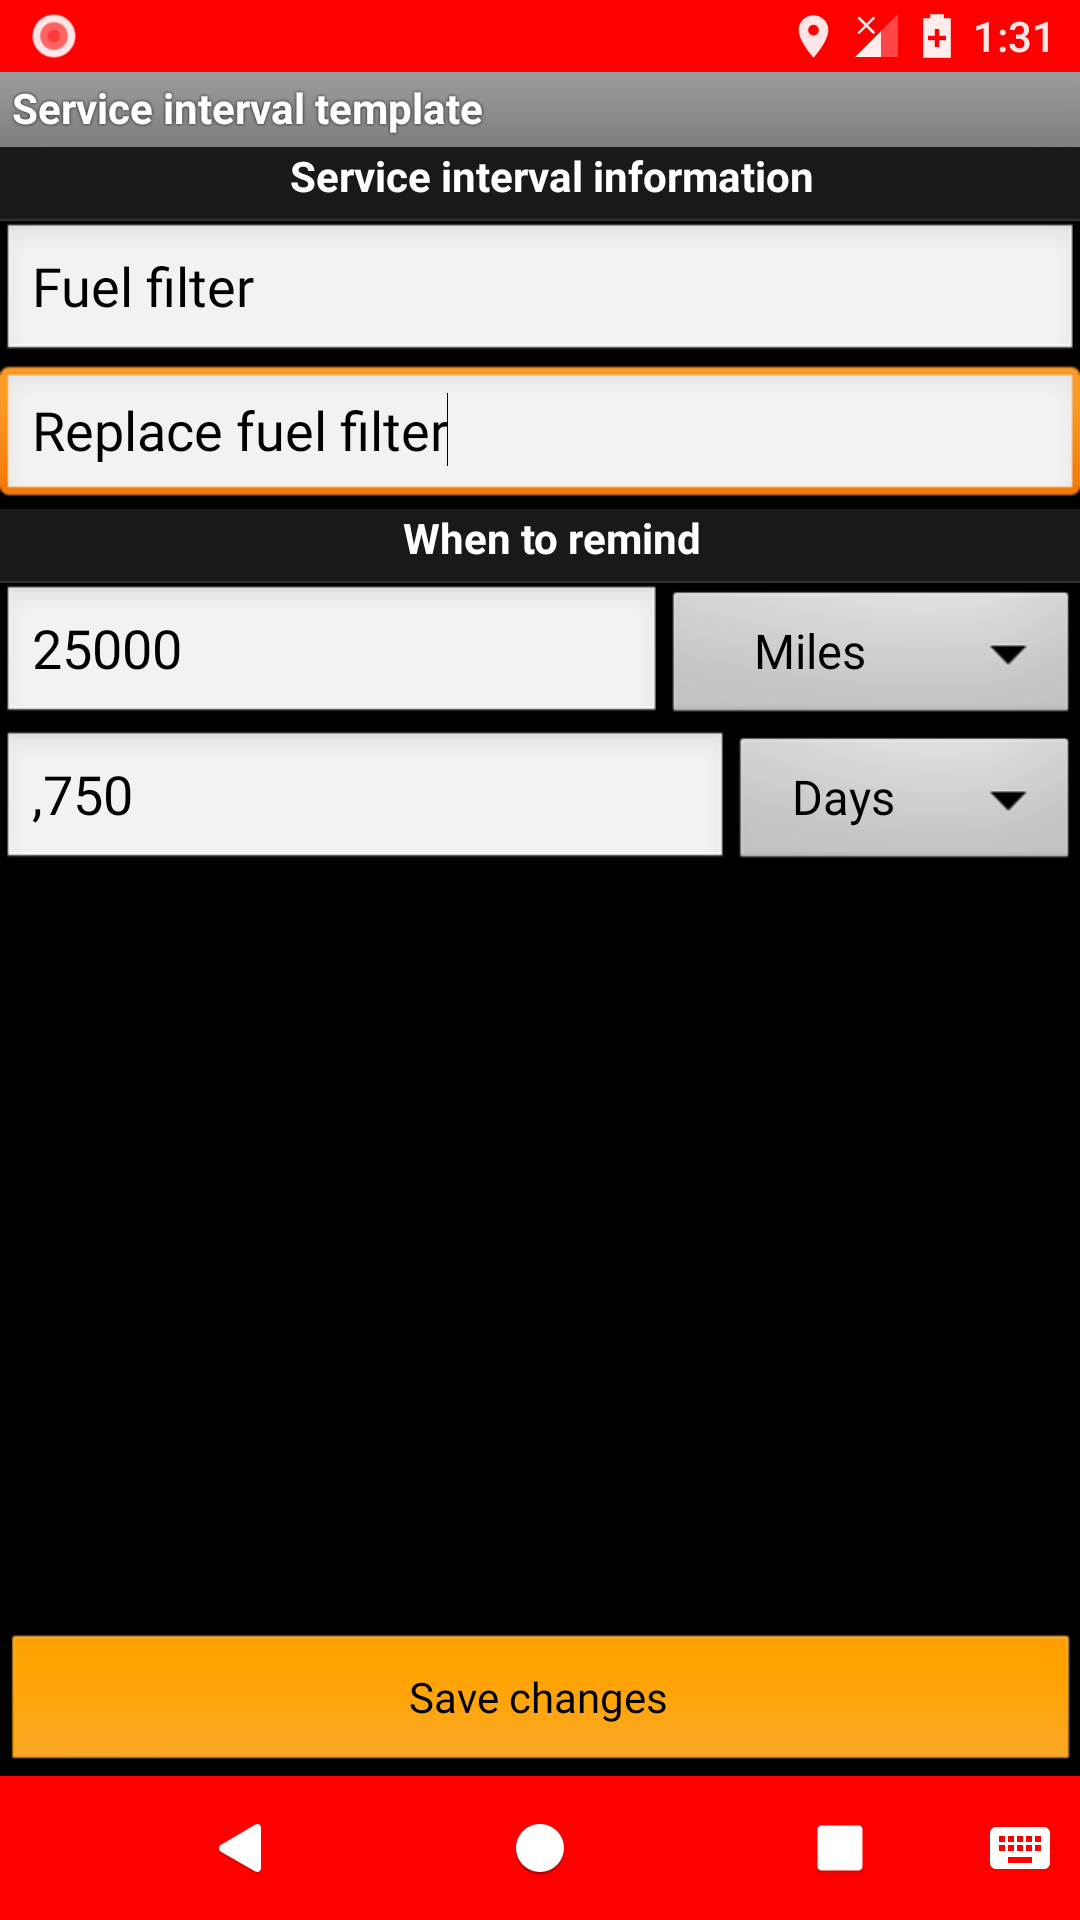 1:31
Service interval template
Service interval information
Fuel filter
Replace fuel filter
When to remind
25000 Miles
,750 Days
Save changes